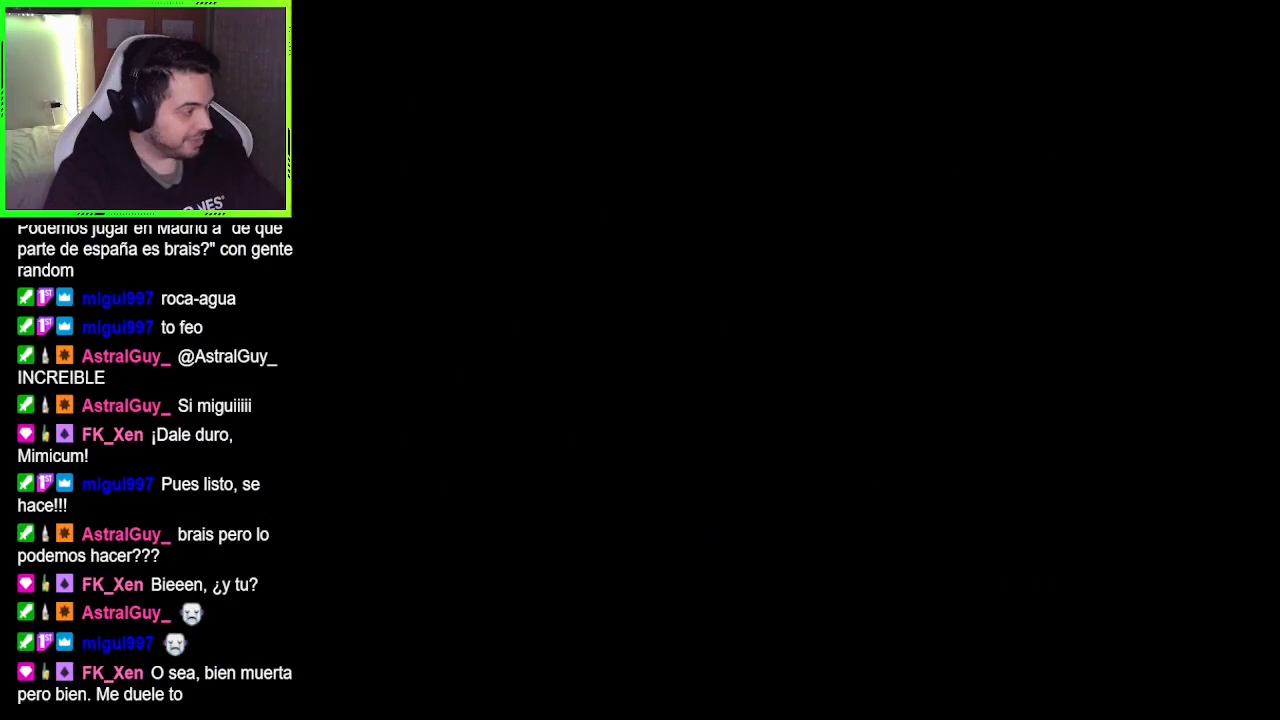 Podemos jugar en Madrid a "de que
parte de españa es brais?" con gente
random
migui997 roca-agua
migui997 to feo
AstralGuy_ @AstralGuy_
INCREIBLE
AstralGuy_ Si miguiiiii
FK_Xen ¡Dale duro,
Mimicum!
migui997 Pues listo, se
hace!!!
AstralGuy_ brais pero lo
podemos hacer???
FK_Xen Bieeen, ¿y tu?
AstralGuy_
migui997
FK_Xen O sea, bien muerta
pero bien. Me duele to